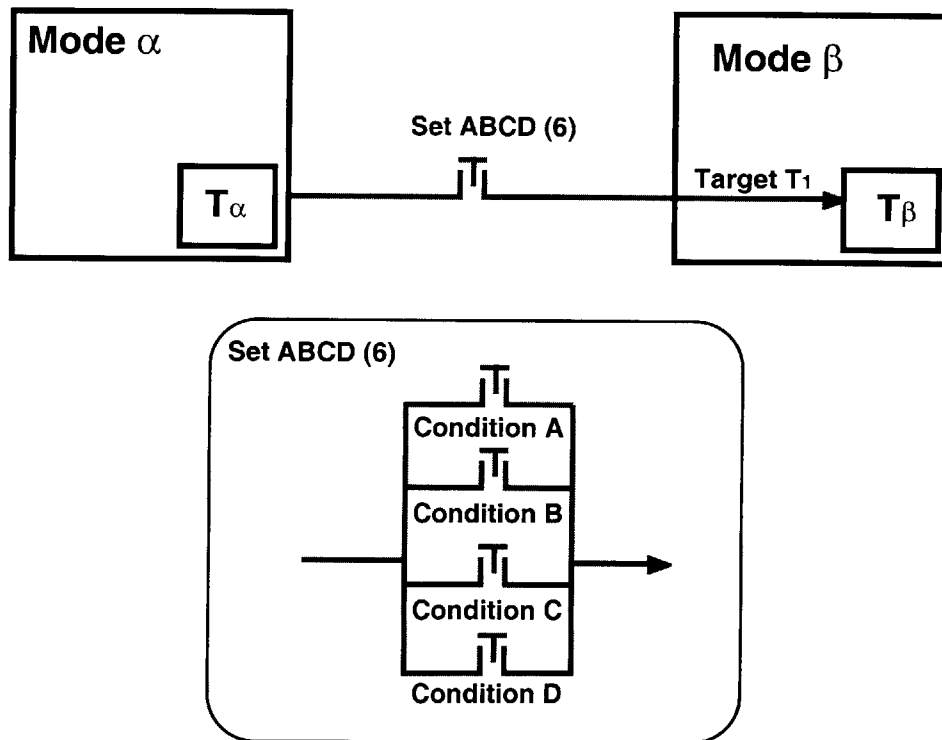 Mode α
Mode β
Set ABCD (6)
Target T1
Tα
Tβ
Set ABCD (6)
Condition A
Condition B
Condition C
Condition D